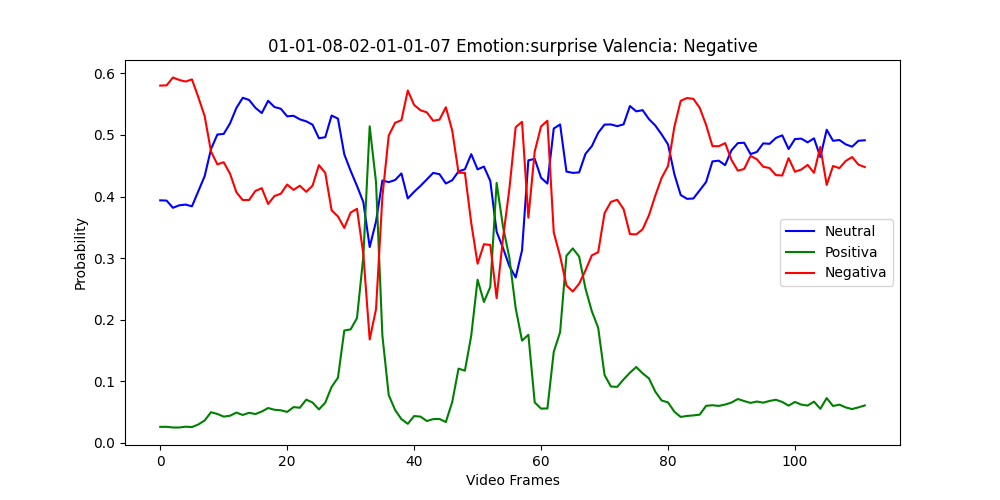 01-01-08-02-01-01-07 Emotion:surprise Valencia: Negative
0.6
0.5
0.4
0.3
0.2
0.1
0.0
Probability
Neutral
Positiva
Negativa
0 20 40 60 80 100
Video Frames